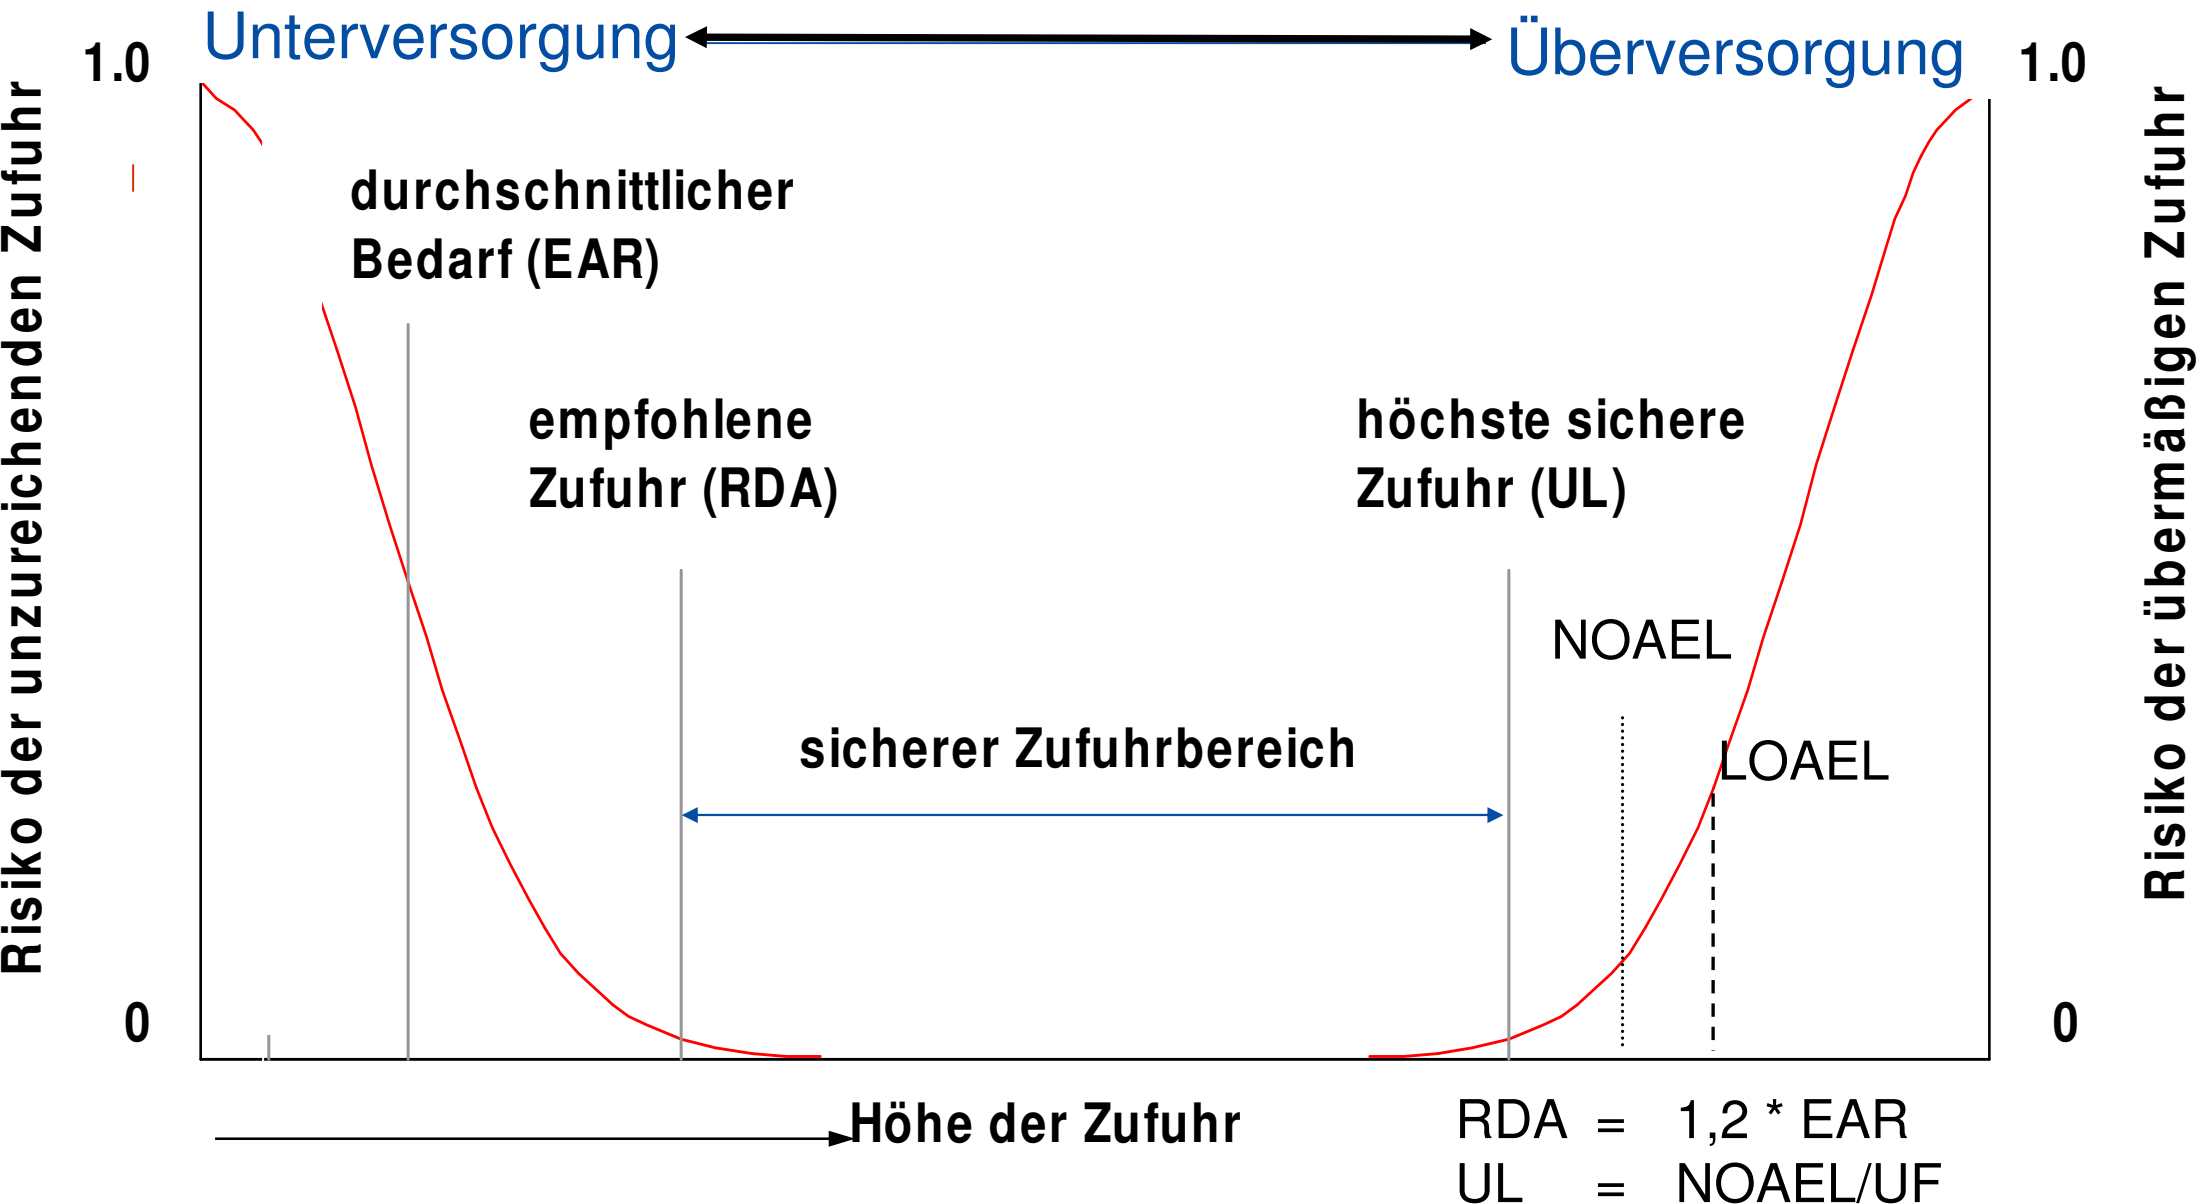 Unterversorgung
Überversorgung
1.0
1.0
Risiko der unzureichenden Zufuhr
Risiko der übermäßigen Zufuhr
durchschnittlicher
Bedarf (EAR)
empfohlene
Zufuhr (RDA)
höchste sichere
Zufuhr (UL)
NOAEL
LOAEL
sicherer Zufuhrbereich
0
0
Höhe der Zufuhr
RDA = 1,2 * EAR
UL = NOAEL/UF